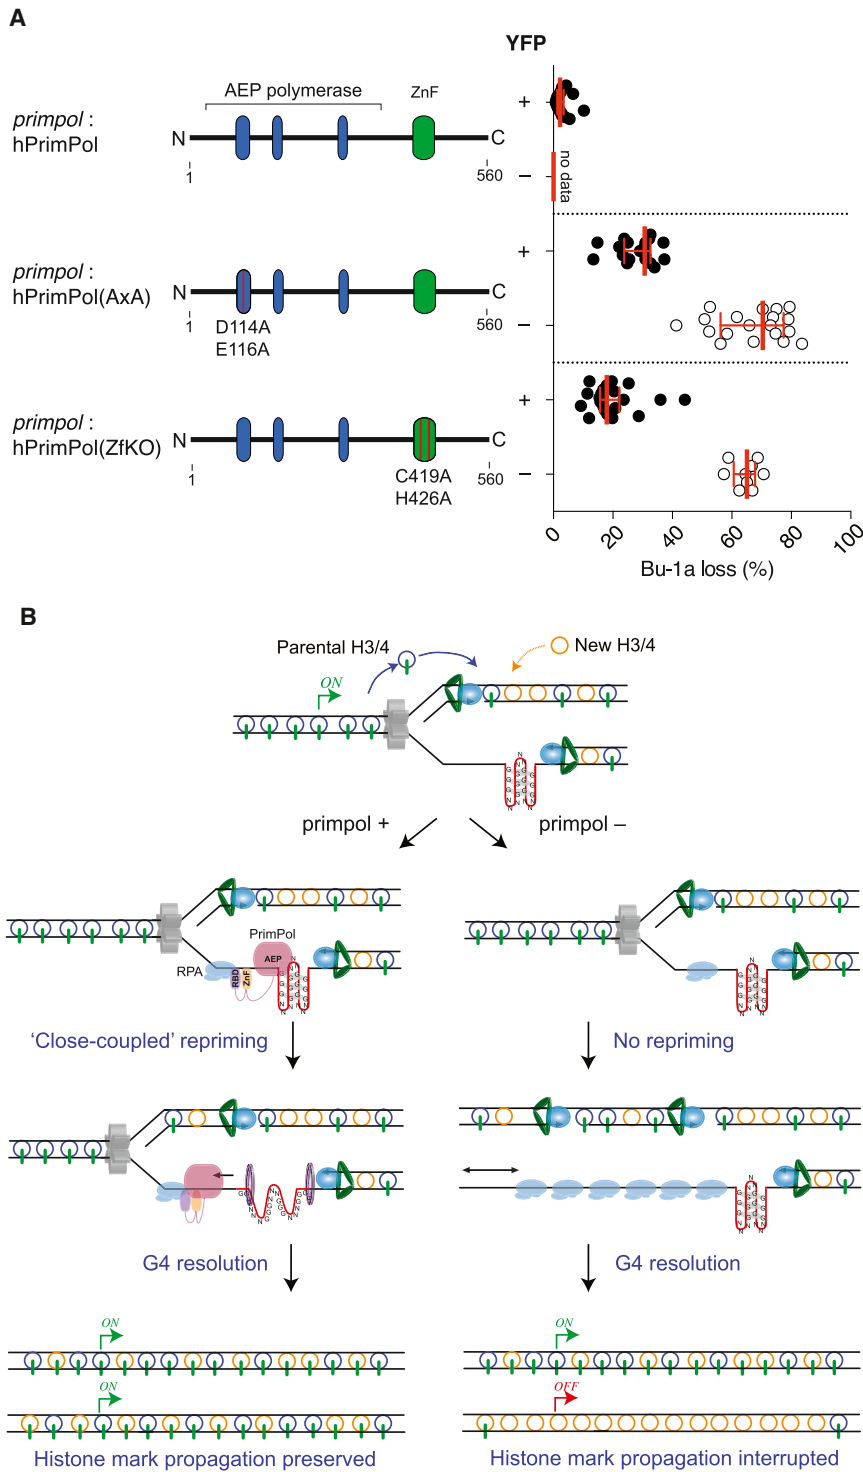 A
YFP
AEP polymerase
ZnF
primpol :
hPrimPol
N
C
1
560
+
–
no data
primpol :
hPrimPol(AxA)
N
C
1
560
D114A
E116A
+
–
primpol :
hPrimPol(ZfKO)
N
C
1
560
C419A
H426A
+
–
0
20
40
60
80
100
Bu-1a loss (%)
B
Parental H3/4
New H3/4
ON
primpol +
primpol –
PrimPol
AEP
RPA
RBD
ZnF
'Close-coupled' repriming
No repriming
G4 resolution
G4 resolution
ON
ON
ON
OFF
Histone mark propagation preserved
Histone mark propagation interrupted